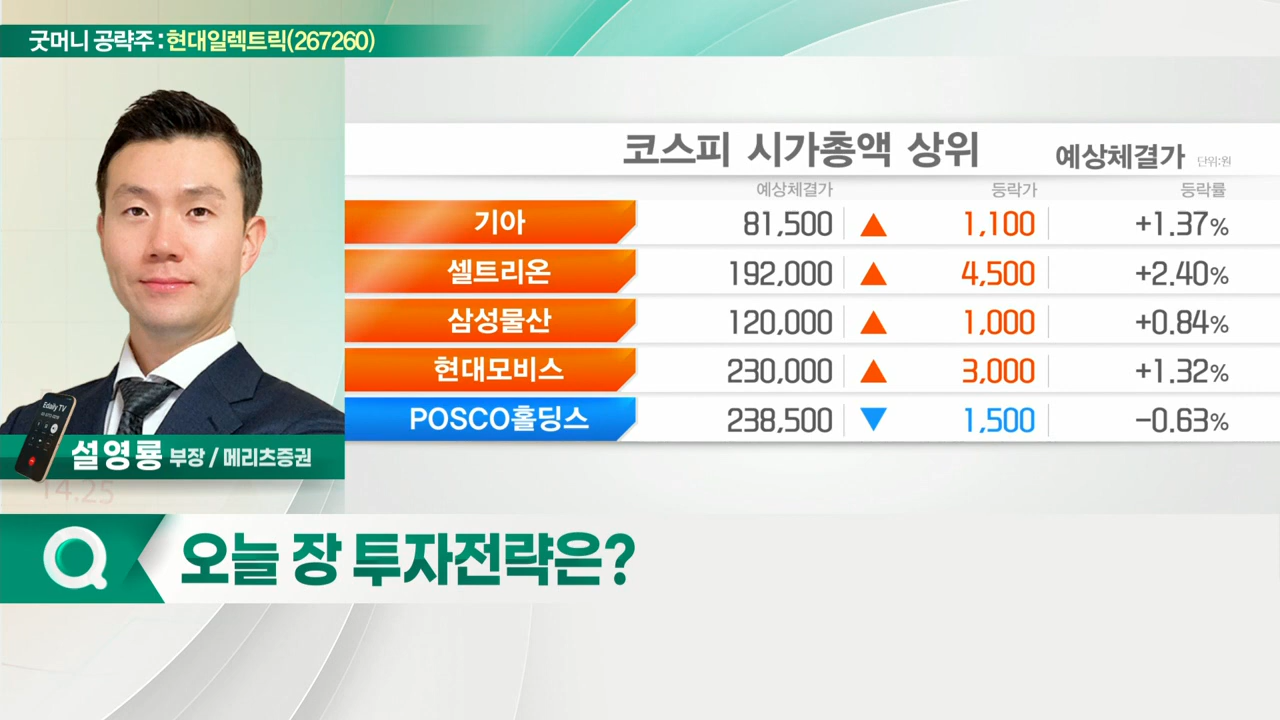 굿머니 공략주 : 현대일렉트릭(267260)
코스피 시가총액 상위 예상체결가 단위:원
예상체결가 등락가 등락률
기아 81,500 ▲ 1,100 +1.37%
셀트리온 192,000 ▲ 4,500 +2.40%
삼성물산 120,000 ▲ 1,000 +0.84%
현대모비스 230,000 ▲ 3,000 +1.32%
POSCO홀딩스 238,500 ▼ 1,500 -0.63%
Edaily TV
설영룡 부장 / 메리츠증권
14.25
Q 오늘 장 투자전략은?